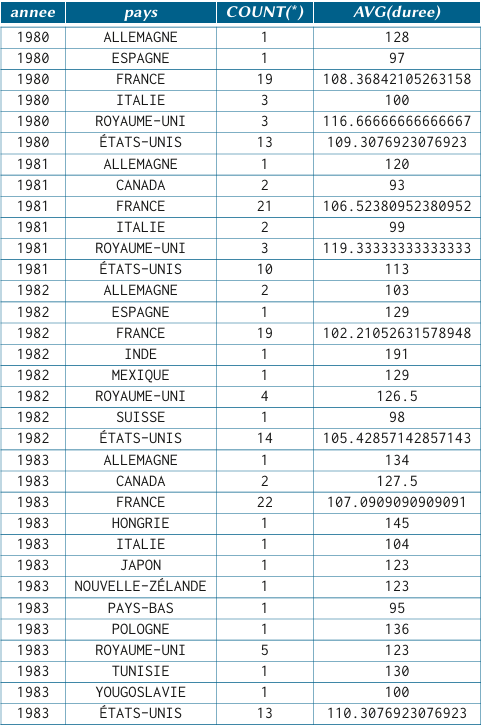 annee pays COUNT(*) AVG(duree)
1980 ALLEMAGNE 1 128
1980 ESPAGNE 1 97
1980 FRANCE 19 108.36842105263158
1980 ITALIE 3 100
1980 ROYAUME-UNI 3 116.66666666666667
1980 ÉTATS-UNIS 13 109.3076923076923
1981 ALLEMAGNE 1 120
1981 CANADA 2 93
1981 FRANCE 21 106.52380952380952
1981 ITALIE 2 99
1981 ROYAUME-UNI 3 119.33333333333333
1981 ÉTATS-UNIS 10 113
1982 ALLEMAGNE 2 103
1982 ESPAGNE 1 129
1982 FRANCE 19 102.21052631578948
1982 INDE 1 191
1982 MEXIQUE 1 129
1982 ROYAUME-UNI 4 126.5
1982 SUISSE 1 98
1982 ÉTATS-UNIS 14 105.42857142857143
1983 ALLEMAGNE 1 134
1983 CANADA 2 127.5
1983 FRANCE 22 107.0909090909091
1983 HONGRIE 1 145
1983 ITALIE 1 104
1983 JAPON 1 123
1983 NOUVELLE-ZÉLANDE 1 123
1983 PAYS-BAS 1 95
1983 POLOGNE 1 136
1983 ROYAUME-UNI 5 123
1983 TUNISIE 1 130
1983 YOUGOSLAVIE 1 100
1983 ÉTATS-UNIS 13 110.3076923076923